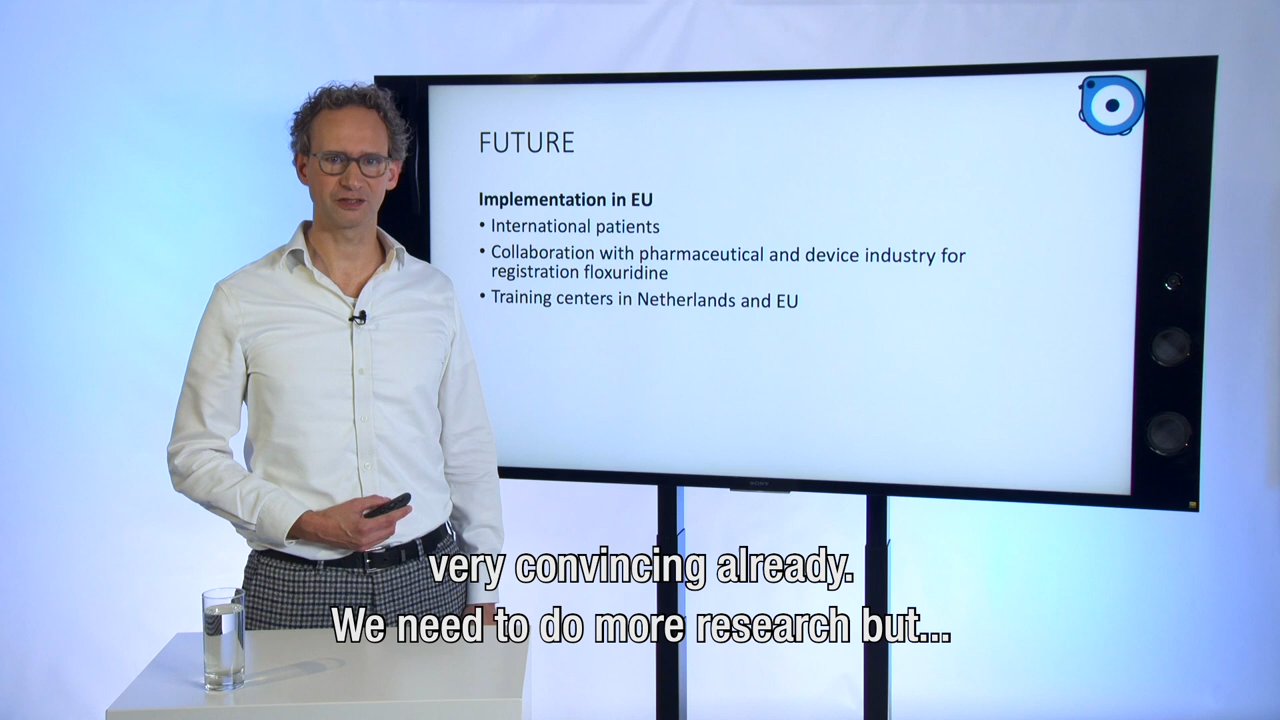 FUTURE
Implementation in EU
• International patients
• Collaboration with pharmaceutical and device industry for
registration floxuridine
• Training centers in Netherlands and EU
SONY
very convincing already.
We need to do more research but...